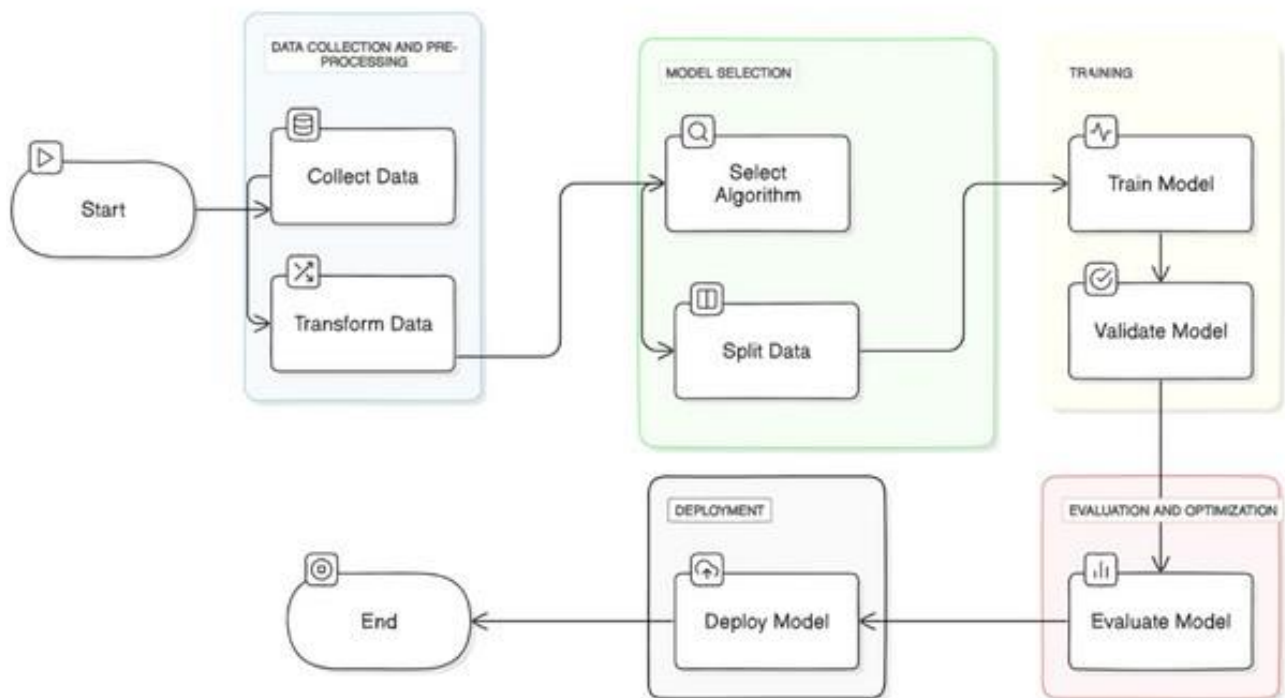 DATA COLLECTION AND PRE-
PROCESSING
MODEL SELECTION
TRAINING
Start
Collect Data
Select
Algorithm
Train Model
Transform Data
Split Data
Validate Model
DEPLOYMENT
EVALUATION AND OPTIMIZATION
End
Deploy Model
Evaluate Model